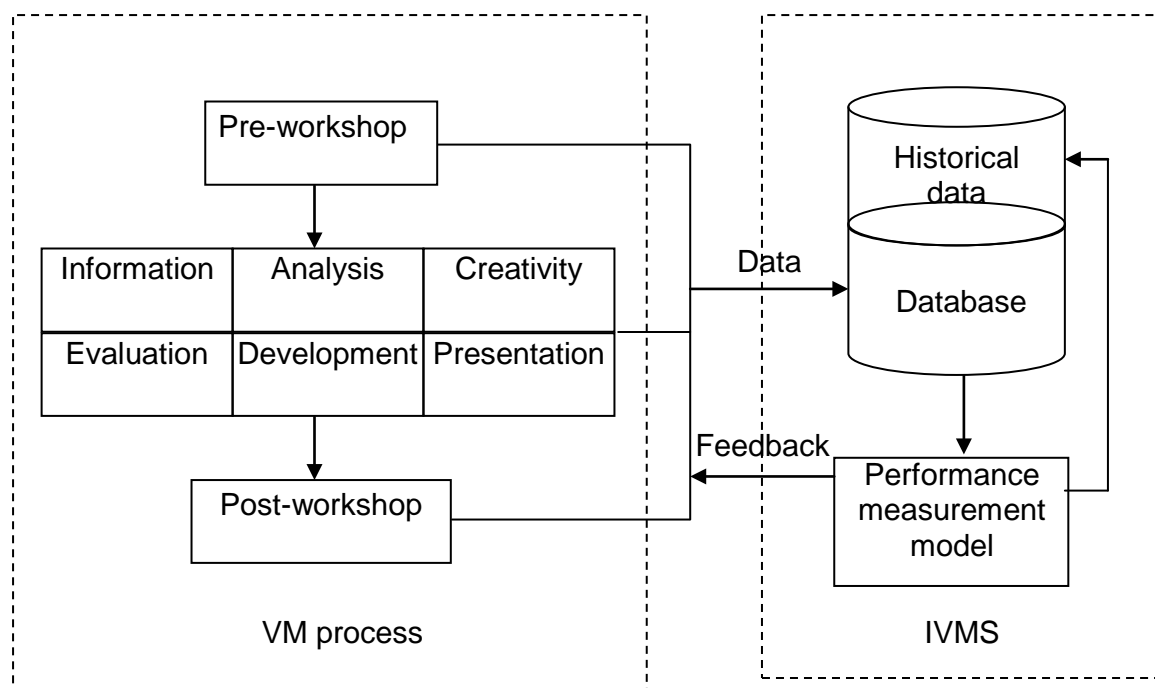 Pre-workshop
Information
Analysis
Creativity
Evaluation
Development
Presentation
Post-workshop
VM process
Data
Feedback
Historical
data
Database
Performance
measurement
model
IVMS